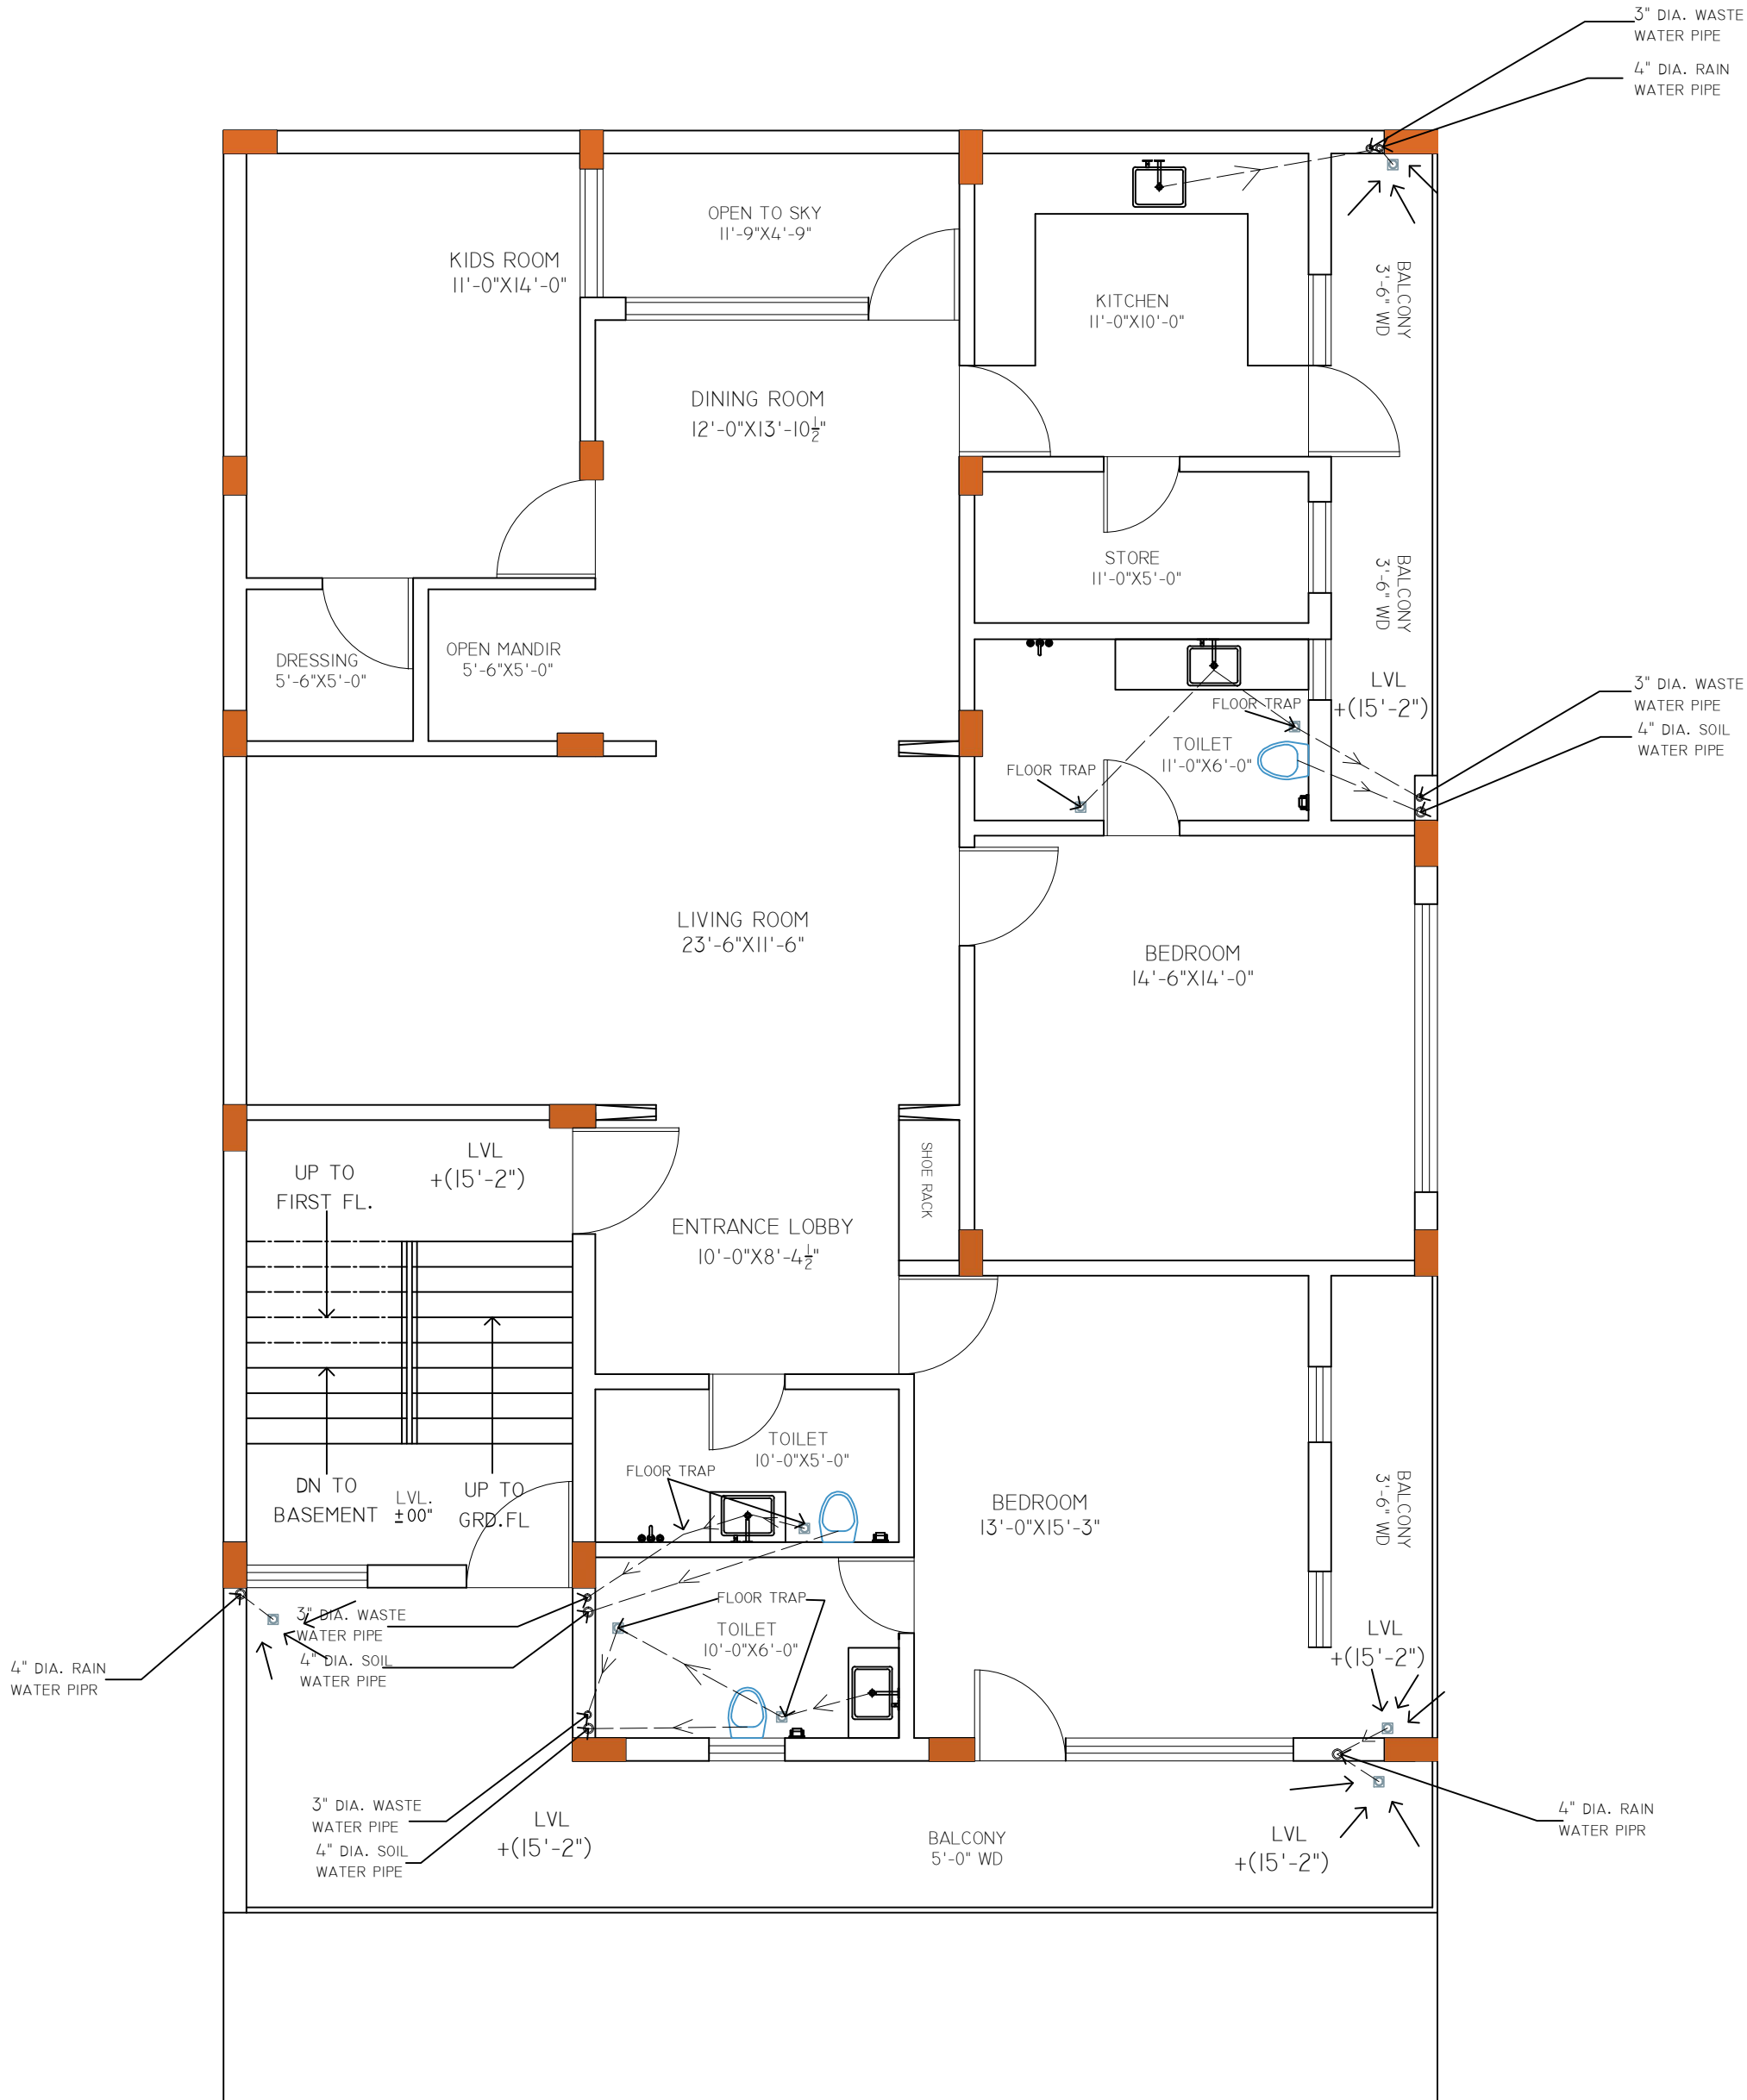 3" DIA. WASTE
WATER PIPE
4" DIA. RAIN
WATER PIPE
OPEN TO SKY
11'-9"X4'-9"
KIDS ROOM
11'-0"X14'-0"
KITCHEN
11'-0"X10'-0"
BALCONY
3'-6" WD
DINING ROOM
12'-0"X13'-10½"
STORE
11'-0"X5'-0"
BALCONY
3'-6" WD
DRESSING
5'-6"X5'-0"
OPEN MANDIR
5'-6"X5'-0"
LVL
+(15'-2")
3" DIA. WASTE
WATER PIPE
4" DIA. SOIL
WATER PIPE
FLOOR TRAP
TOILET
11'-0"X6'-0"
FLOOR TRAP
LIVING ROOM
23'-6"X11'-6"
BEDROOM
14'-6"X14'-0"
LVL
+(15'-2")
UP TO
FIRST FL.
SHOE RACK
ENTRANCE LOBBY
10'-0"X8'-4½"
TOILET
10'-0"X5'-0"
FLOOR TRAP
DN TO
BASEMENT
LVL.
±00"
UP TO
GRD.FL
BEDROOM
13'-0"X15'-3"
BALCONY
3'-6" WD
3" DIA. WASTE
WATER PIPE
4" DIA. SOIL
WATER PIPE
4" DIA. RAIN
WATER PIPR
FLOOR TRAP
TOILET
10'-0"X6'-0"
LVL
+(15'-2")
3" DIA. WASTE
WATER PIPE
4" DIA. SOIL
WATER PIPE
LVL
+(15'-2")
BALCONY
5'-0" WD
LVL
+(15'-2")
4" DIA. RAIN
WATER PIPR